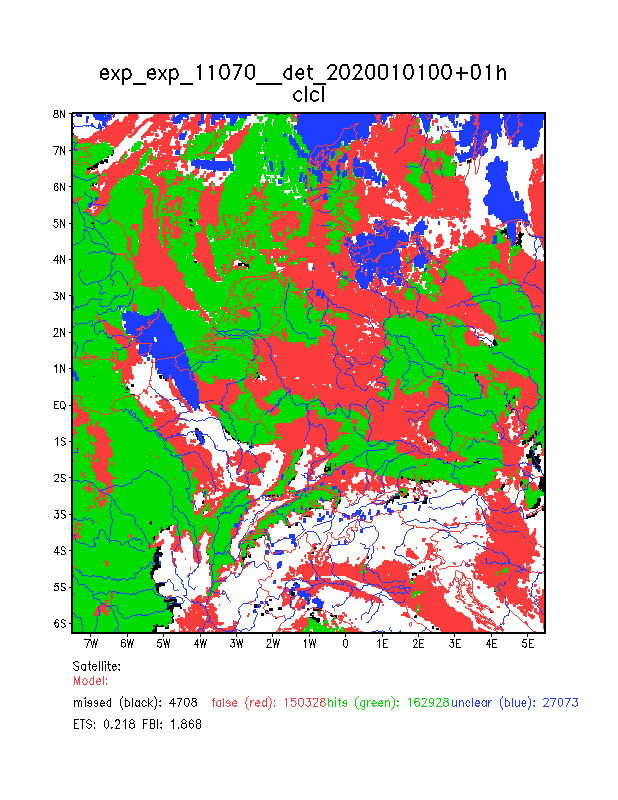 exp_exp_11070__det_2020010100+01h
clcl
8N
7N
6N
5N
4N
3N
2N
1N
EQ
1S
2S
3S
4S
5S
6S
7W 6W 5W 4W 3W 2W 1W 0 1E 2E 3E 4E 5E
Satellite:
Model:
missed (black): 4708 false (red): 150328hits (green): 162928unclear (blue): 27073
ETS: 0.218 FBI: 1.868